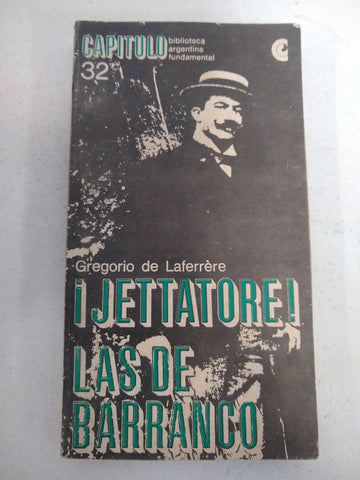 CAPITULO
biblioteca
argentina
fundamental
32
Gregorio de Laferrère
¡JETTATORE!
LAS DE
BARRANCO